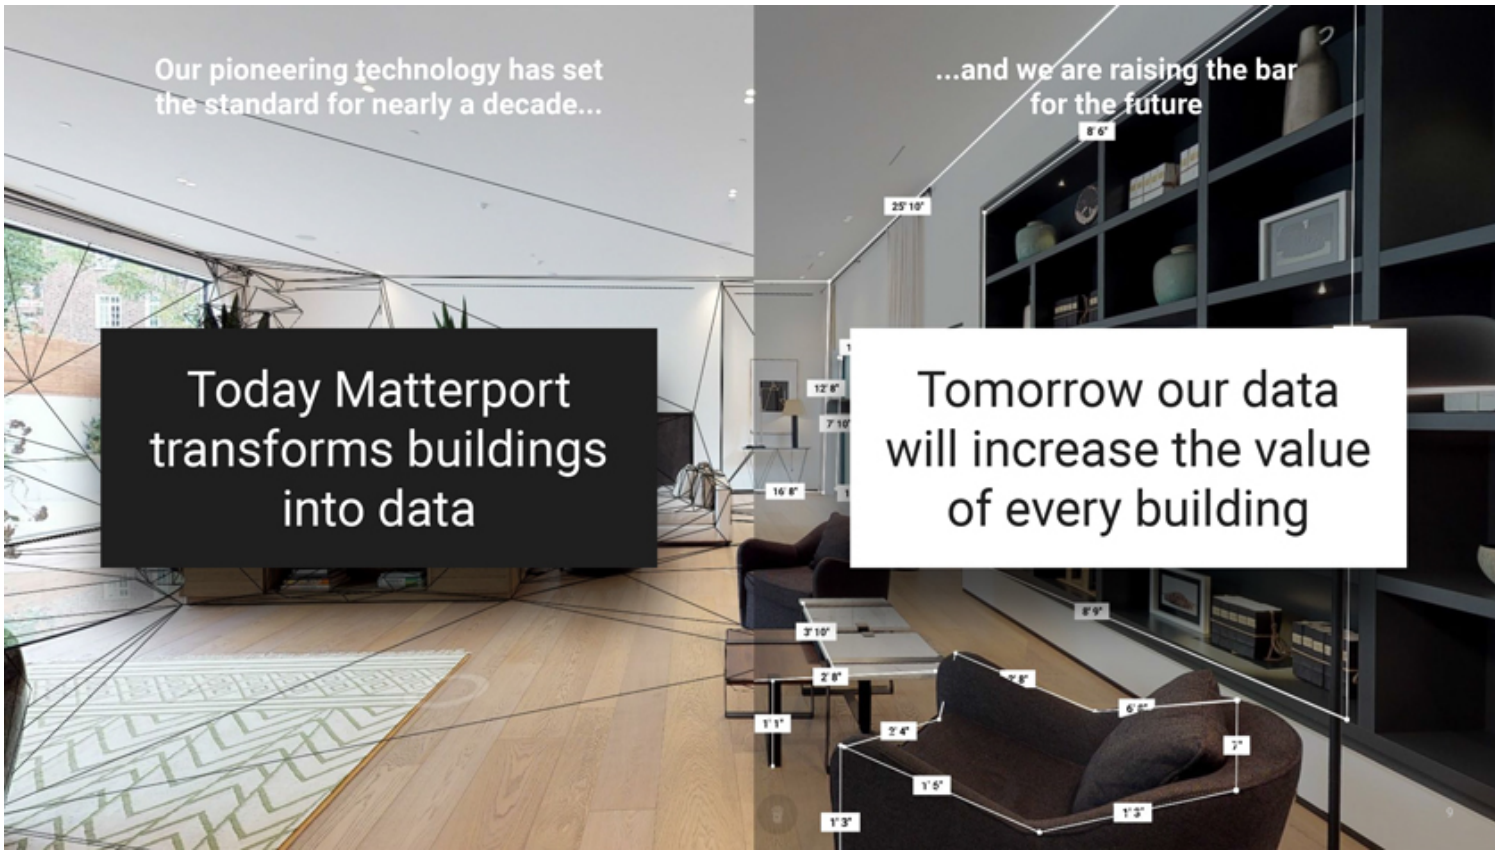 Our pioneering technology has set
the standard for nearly a decade...
...and we are raising the bar
for the future
8' 6"
25' 10"
Today Matterport
transforms buildings
into data
Tomorrow our data
will increase the value
of every building
12' 8"
7' 10"
16' 8"
8' 9"
3' 10"
2' 8"
1' 1"
2' 4"
7"
1' 5"
1' 3"
1' 3"
9